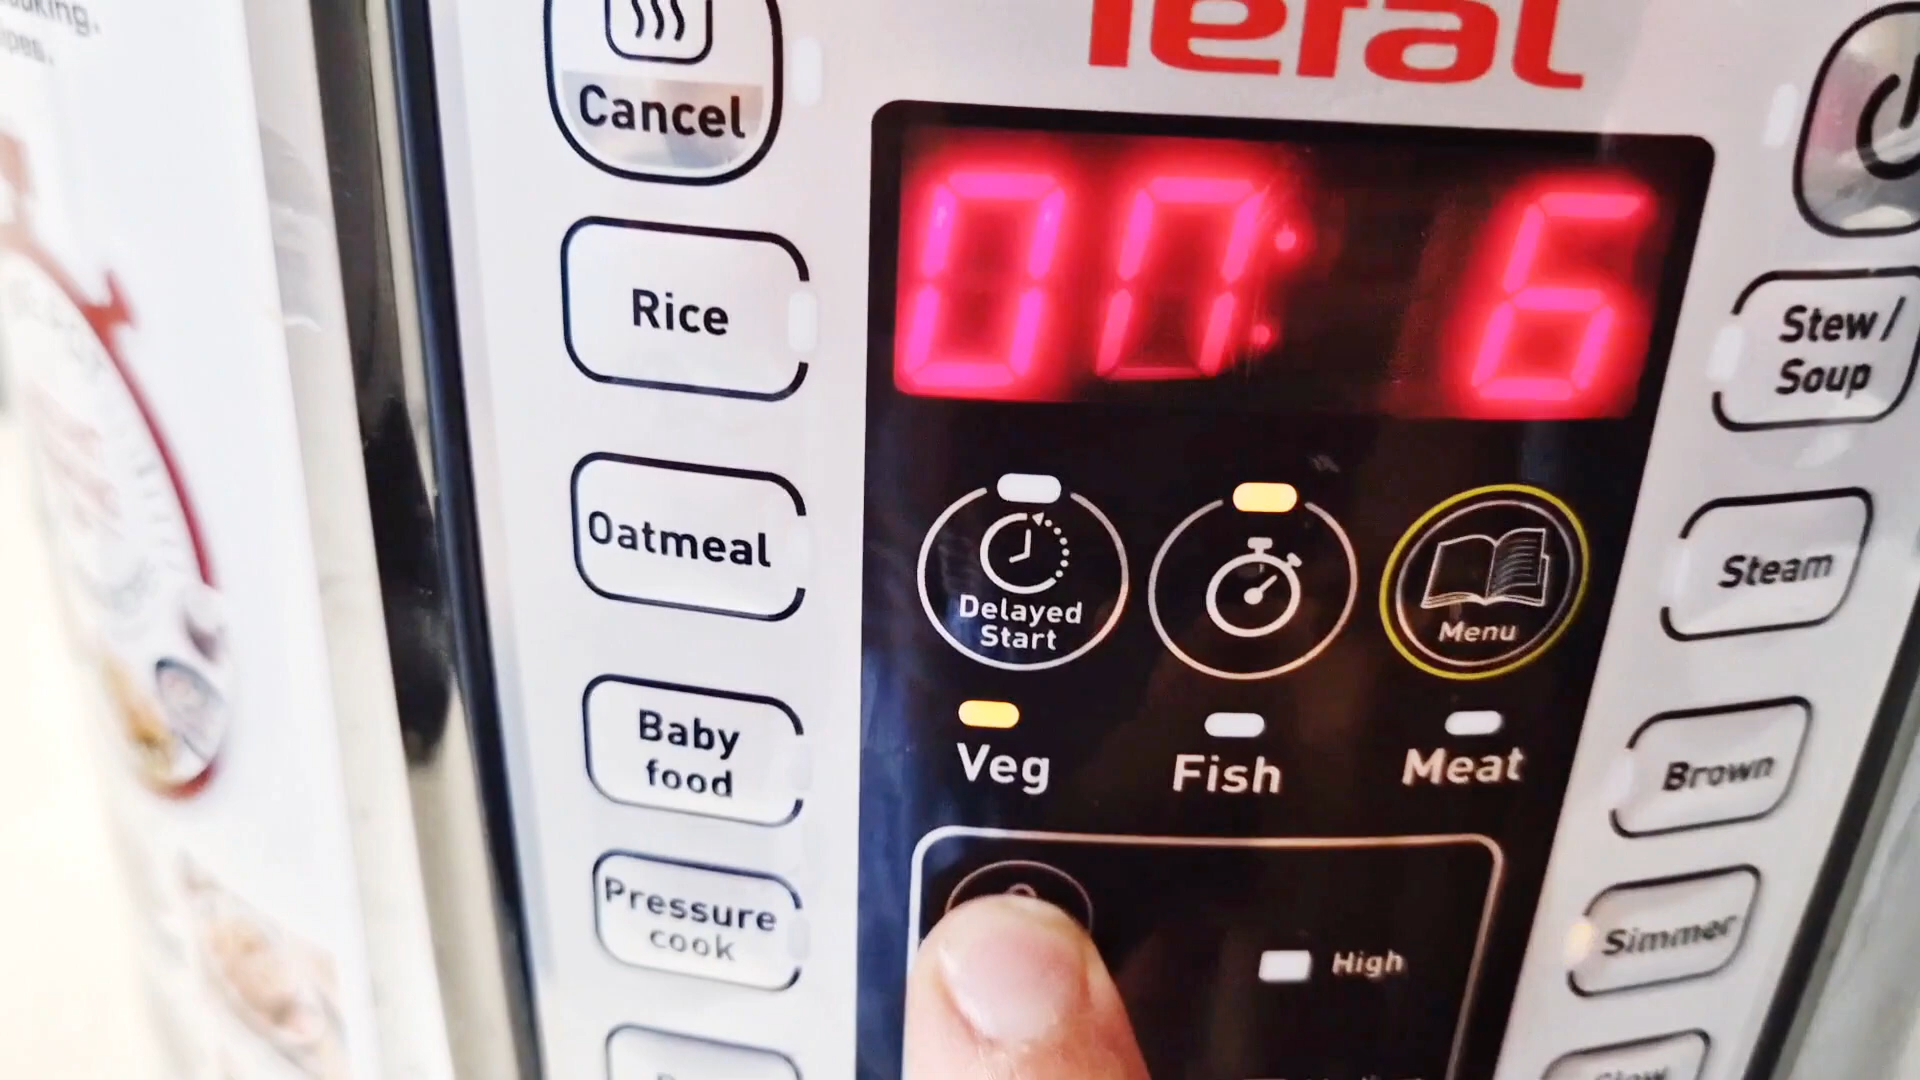 Tefal
Cancel
00: 6
Rice
Stew /
Soup
Oatmeal
Steam
Delayed
Start
Menu
Baby
food
Veg
Fish
Meat
Brown
Pressure
cook
High
Simmer
Slow